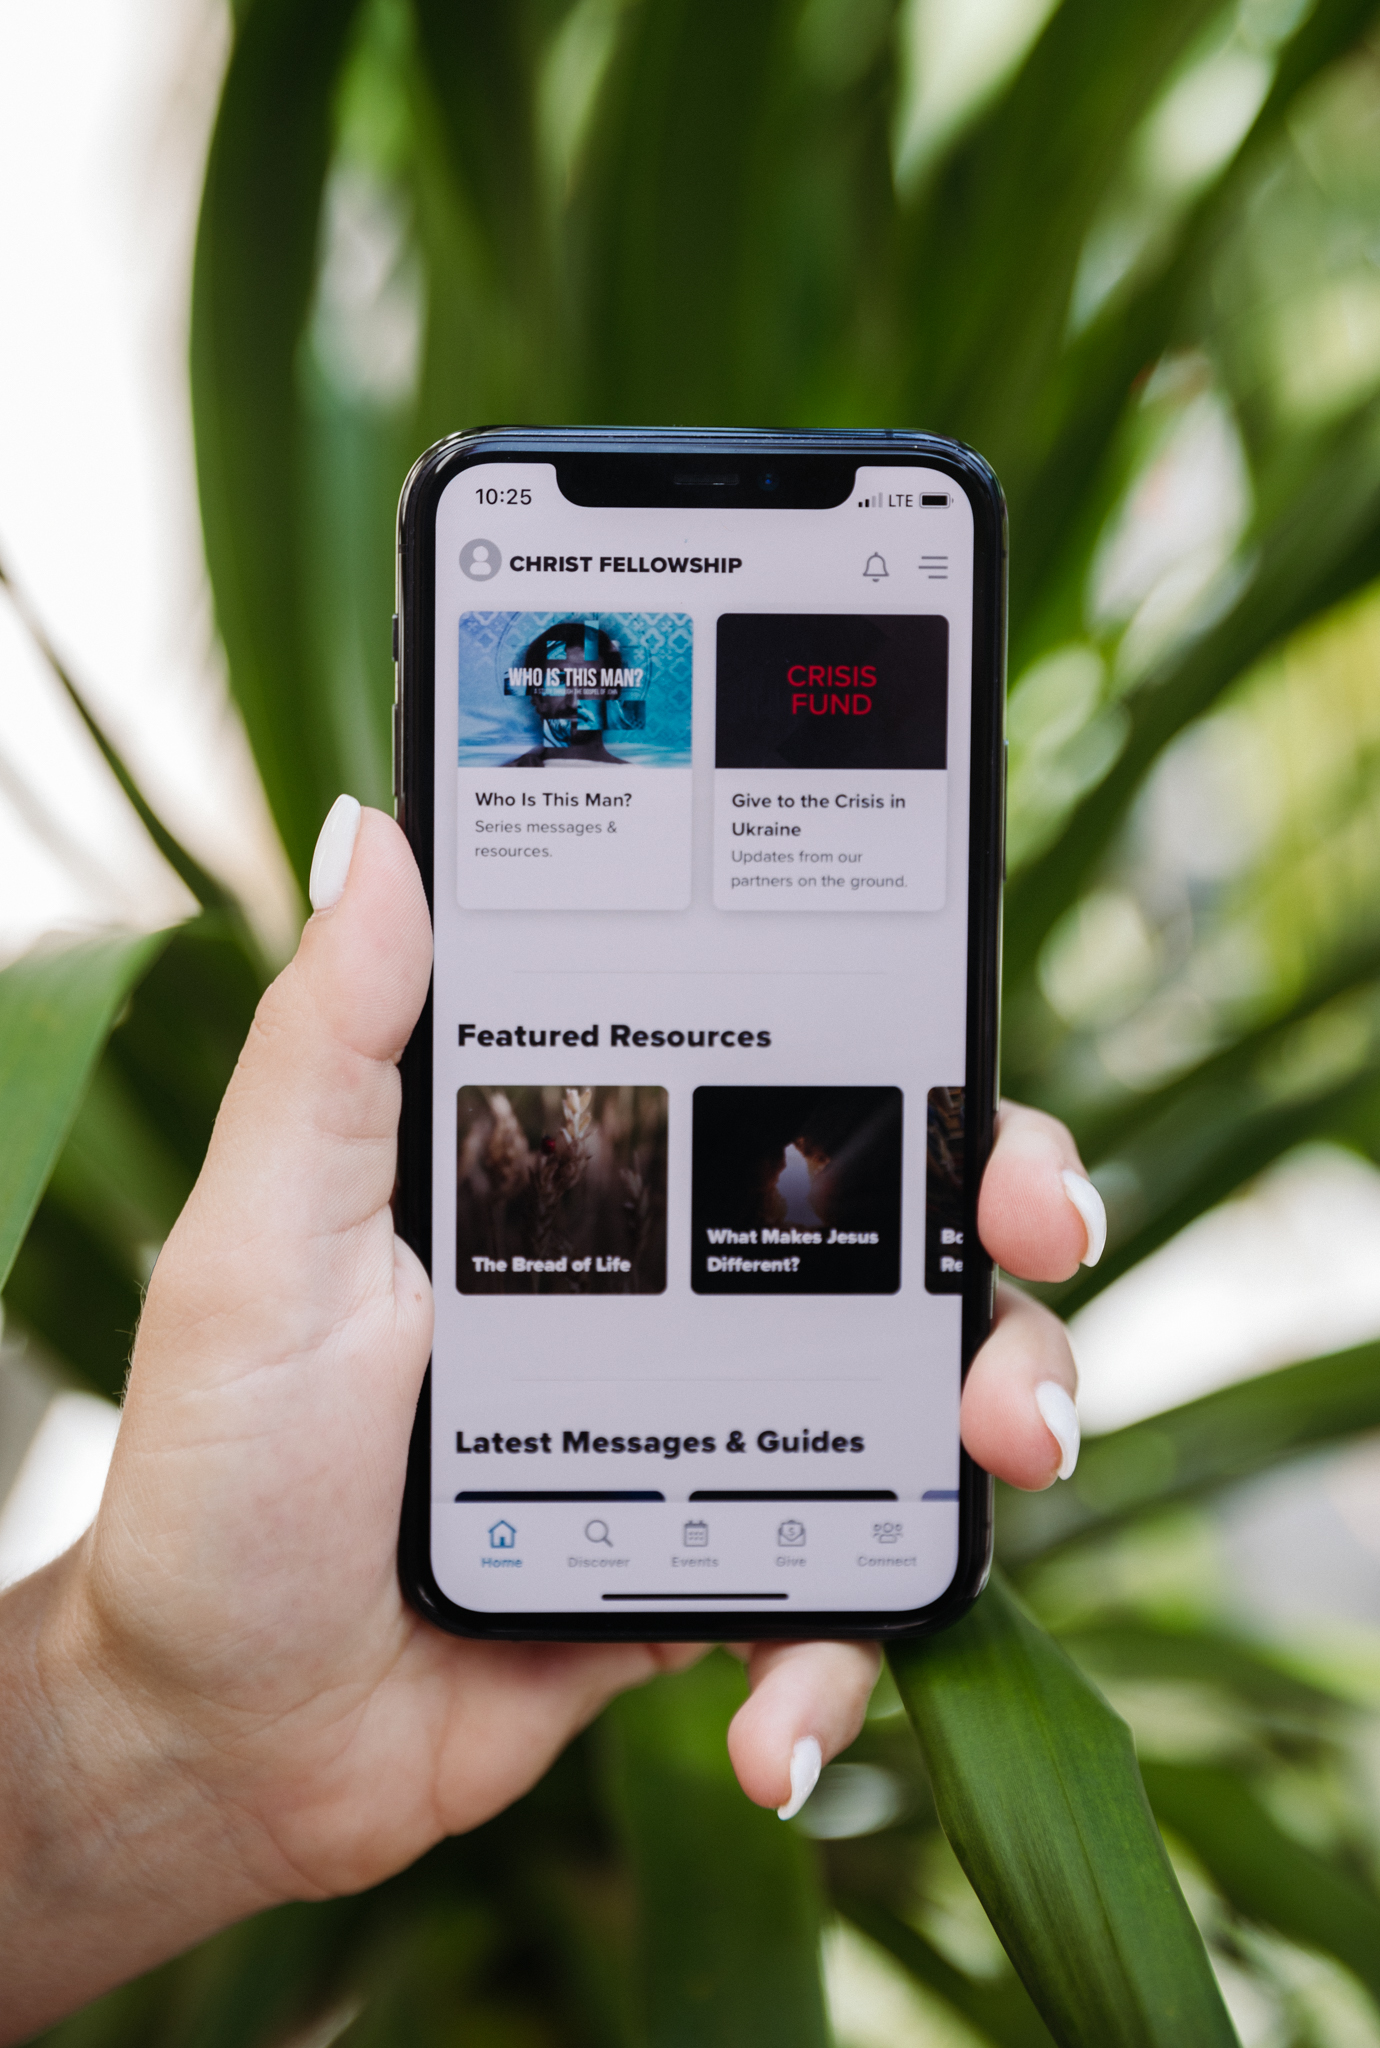 10:25
LTE
CHRIST FELLOWSHIP
WHO IS THIS MAN?
CRISIS
FUND
Who Is This Man?
Series messages &
resources.
Give to the Crisis in
Ukraine
Updates from our
partners on the ground.
Featured Resources
The Bread of Life
What Makes Jesus
Different?
Bo
Re
Latest Messages & Guides
Home
Discover
Events
Give
Connect